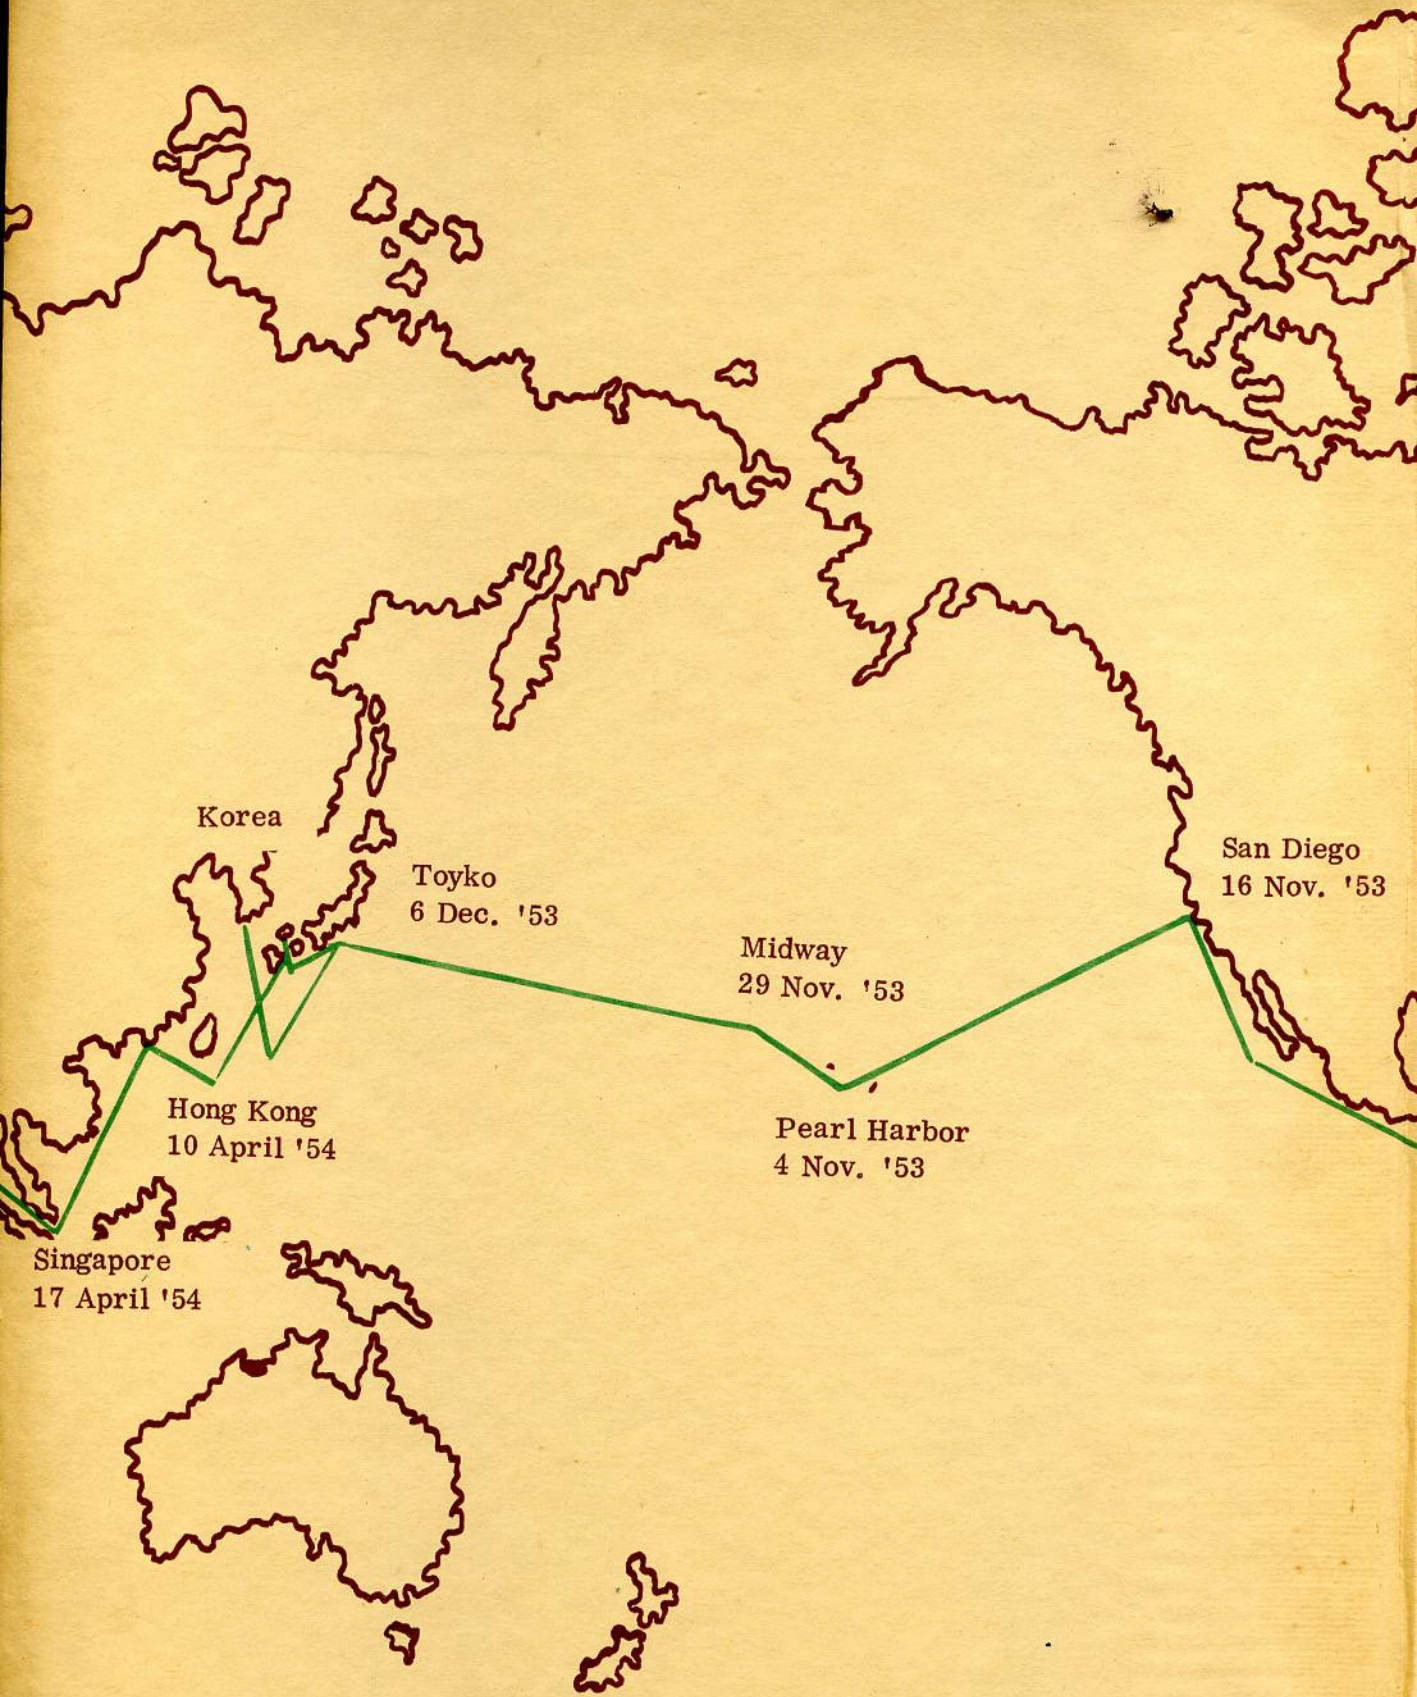 Korea
Toyko
6 Dec. '53
San Diego
16 Nov. '53
Midway
29 Nov. '53
Hong Kong
10 April '54
Pearl Harbor
4 Nov. '53
Singapore
17 April '54